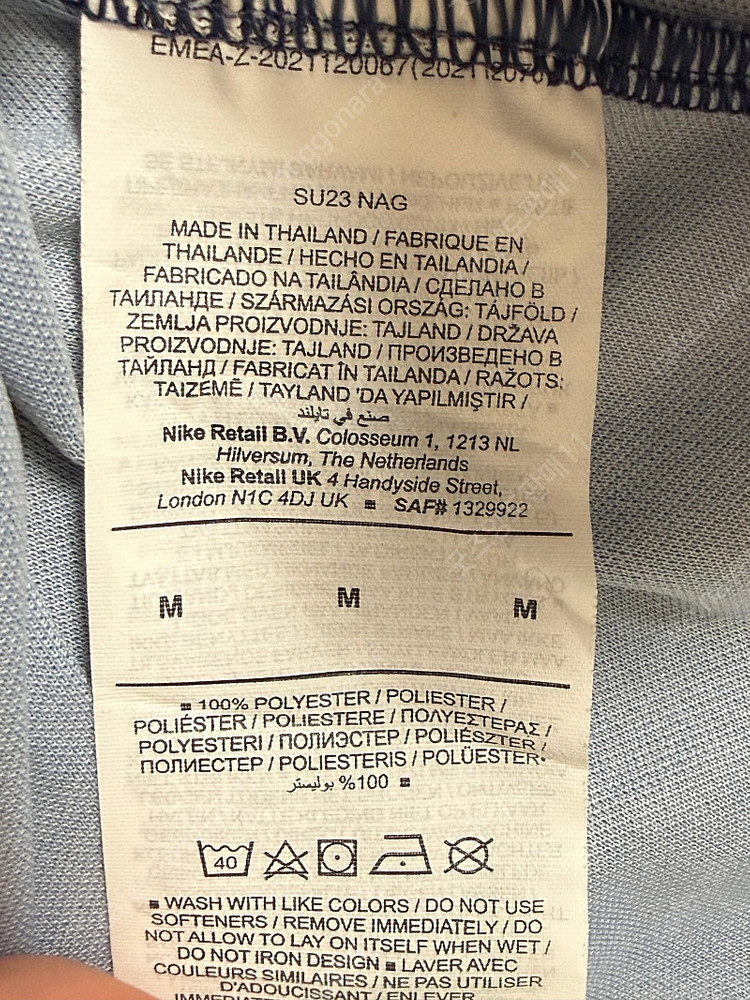 EMEA-Z-2021120067(202112070
SU23 NAG
MADE IN THAILAND / FABRIQUE EN
THAILANDE / HECHO EN TAILANDIA /
FABRICADO NA TAILÂNDIA / СДЕЛАНО В
ТАИЛАНДЕ / SZÁRMAZÁSI ORSZÁG: TÁJFÖLD /
ZEMLJA PROIZVODNJE: TAJLAND / DRŽAVA
PROIZVODNJE: TAJLAND / ПРОИЗВЕДЕНО В
ТАЙЛАНД / FABRICAT ÎN TAILANDA / RAŽOTS:
TAIZEMĒ / TAYLAND 'DA YAPILMIŞTIR /
صنع في تايلند
Nike Retail B.V. Colosseum 1, 1213 NL
Hilversum, The Netherlands
Nike Retail UK 4 Handyside Street,
London N1C 4DJ UK ■ SAF# 1329922
M M M
■ 100% POLYESTER / POLIESTER /
POLIÉSTER / POLIESTERE / ΠΟΛΥΕΣΤΕΡΑΣ /
POLYESTERI / ПОЛИЭСТЕР / POLIÉSZTER /
ПОЛИЕСТЕР / POLIESTERIS / POLÜESTER•
100% بوليستر ■
40
■ WASH WITH LIKE COLORS / DO NOT USE
SOFTENERS / REMOVE IMMEDIATELY / DO
NOT ALLOW TO LAY ON ITSELF WHEN WET /
DO NOT IRON DESIGN ■ LAVER AVEC
COULEURS SIMILAIRES / NE PAS UTILISER
D'ADOUCISSANT / ENLEVER